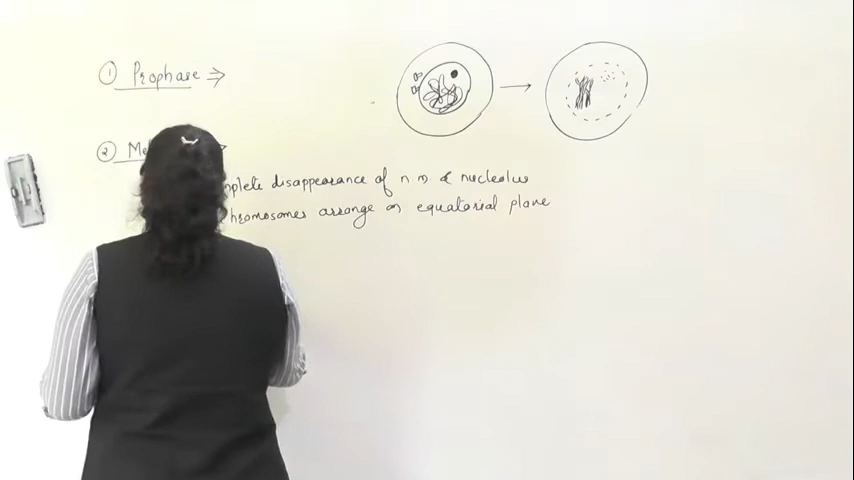 ① Prophase ⇒
② Me
mplete disappearance of n.m. & nucleolus
hromosomes arrange on equatorial plane